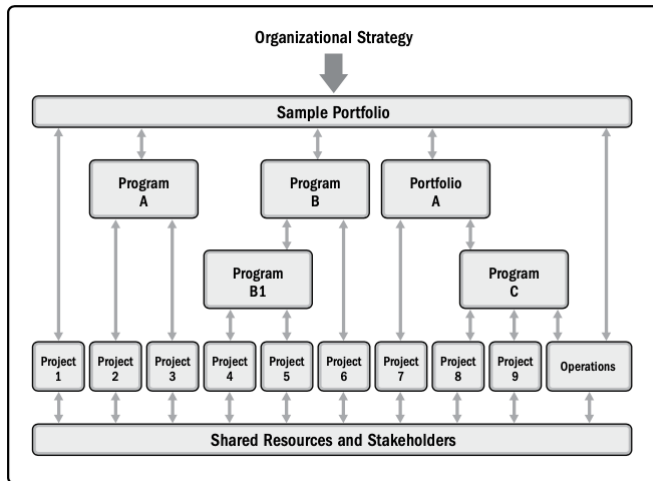 Organizational Strategy
Sample Portfolio
Program
A
Program
B
Portfolio
A
Program
B1
Program
C
Project
1
Project
2
Project
3
Project
4
Project
5
Project
6
Project
7
Project
8
Project
9
Operations
Shared Resources and Stakeholders